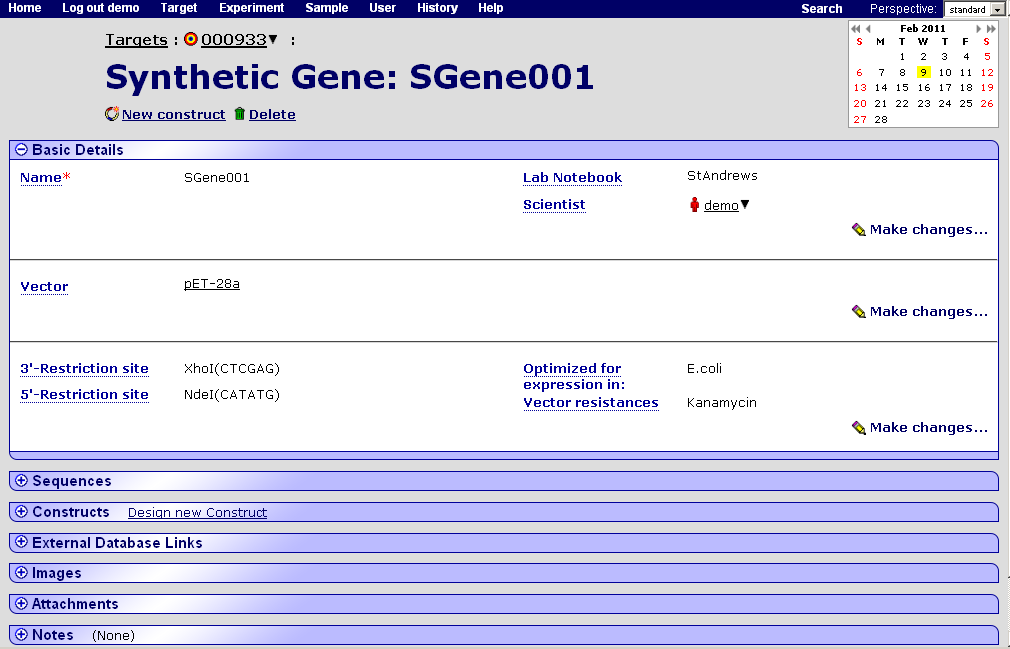 Home Log out demo Target Experiment Sample User History Help Search Perspective: standard
Targets : 000933 :
Synthetic Gene: SGene001
New construct Delete
Feb 2011
S M T W T F S
1 2 3 4 5
6 7 8 9 10 11 12
13 14 15 16 17 18 19
20 21 22 23 24 25 26
27 28
Basic Details
Name* SGene001 Lab Notebook StAndrews
Scientist demo
Make changes...
Vector pET-28a
Make changes...
3'-Restriction site XhoI(CTCGAG) Optimized for
expression in: E.coli
5'-Restriction site NdeI(CATATG) Vector resistances Kanamycin
Make changes...
Sequences
Constructs Design new Construct
External Database Links
Images
Attachments
Notes (None)